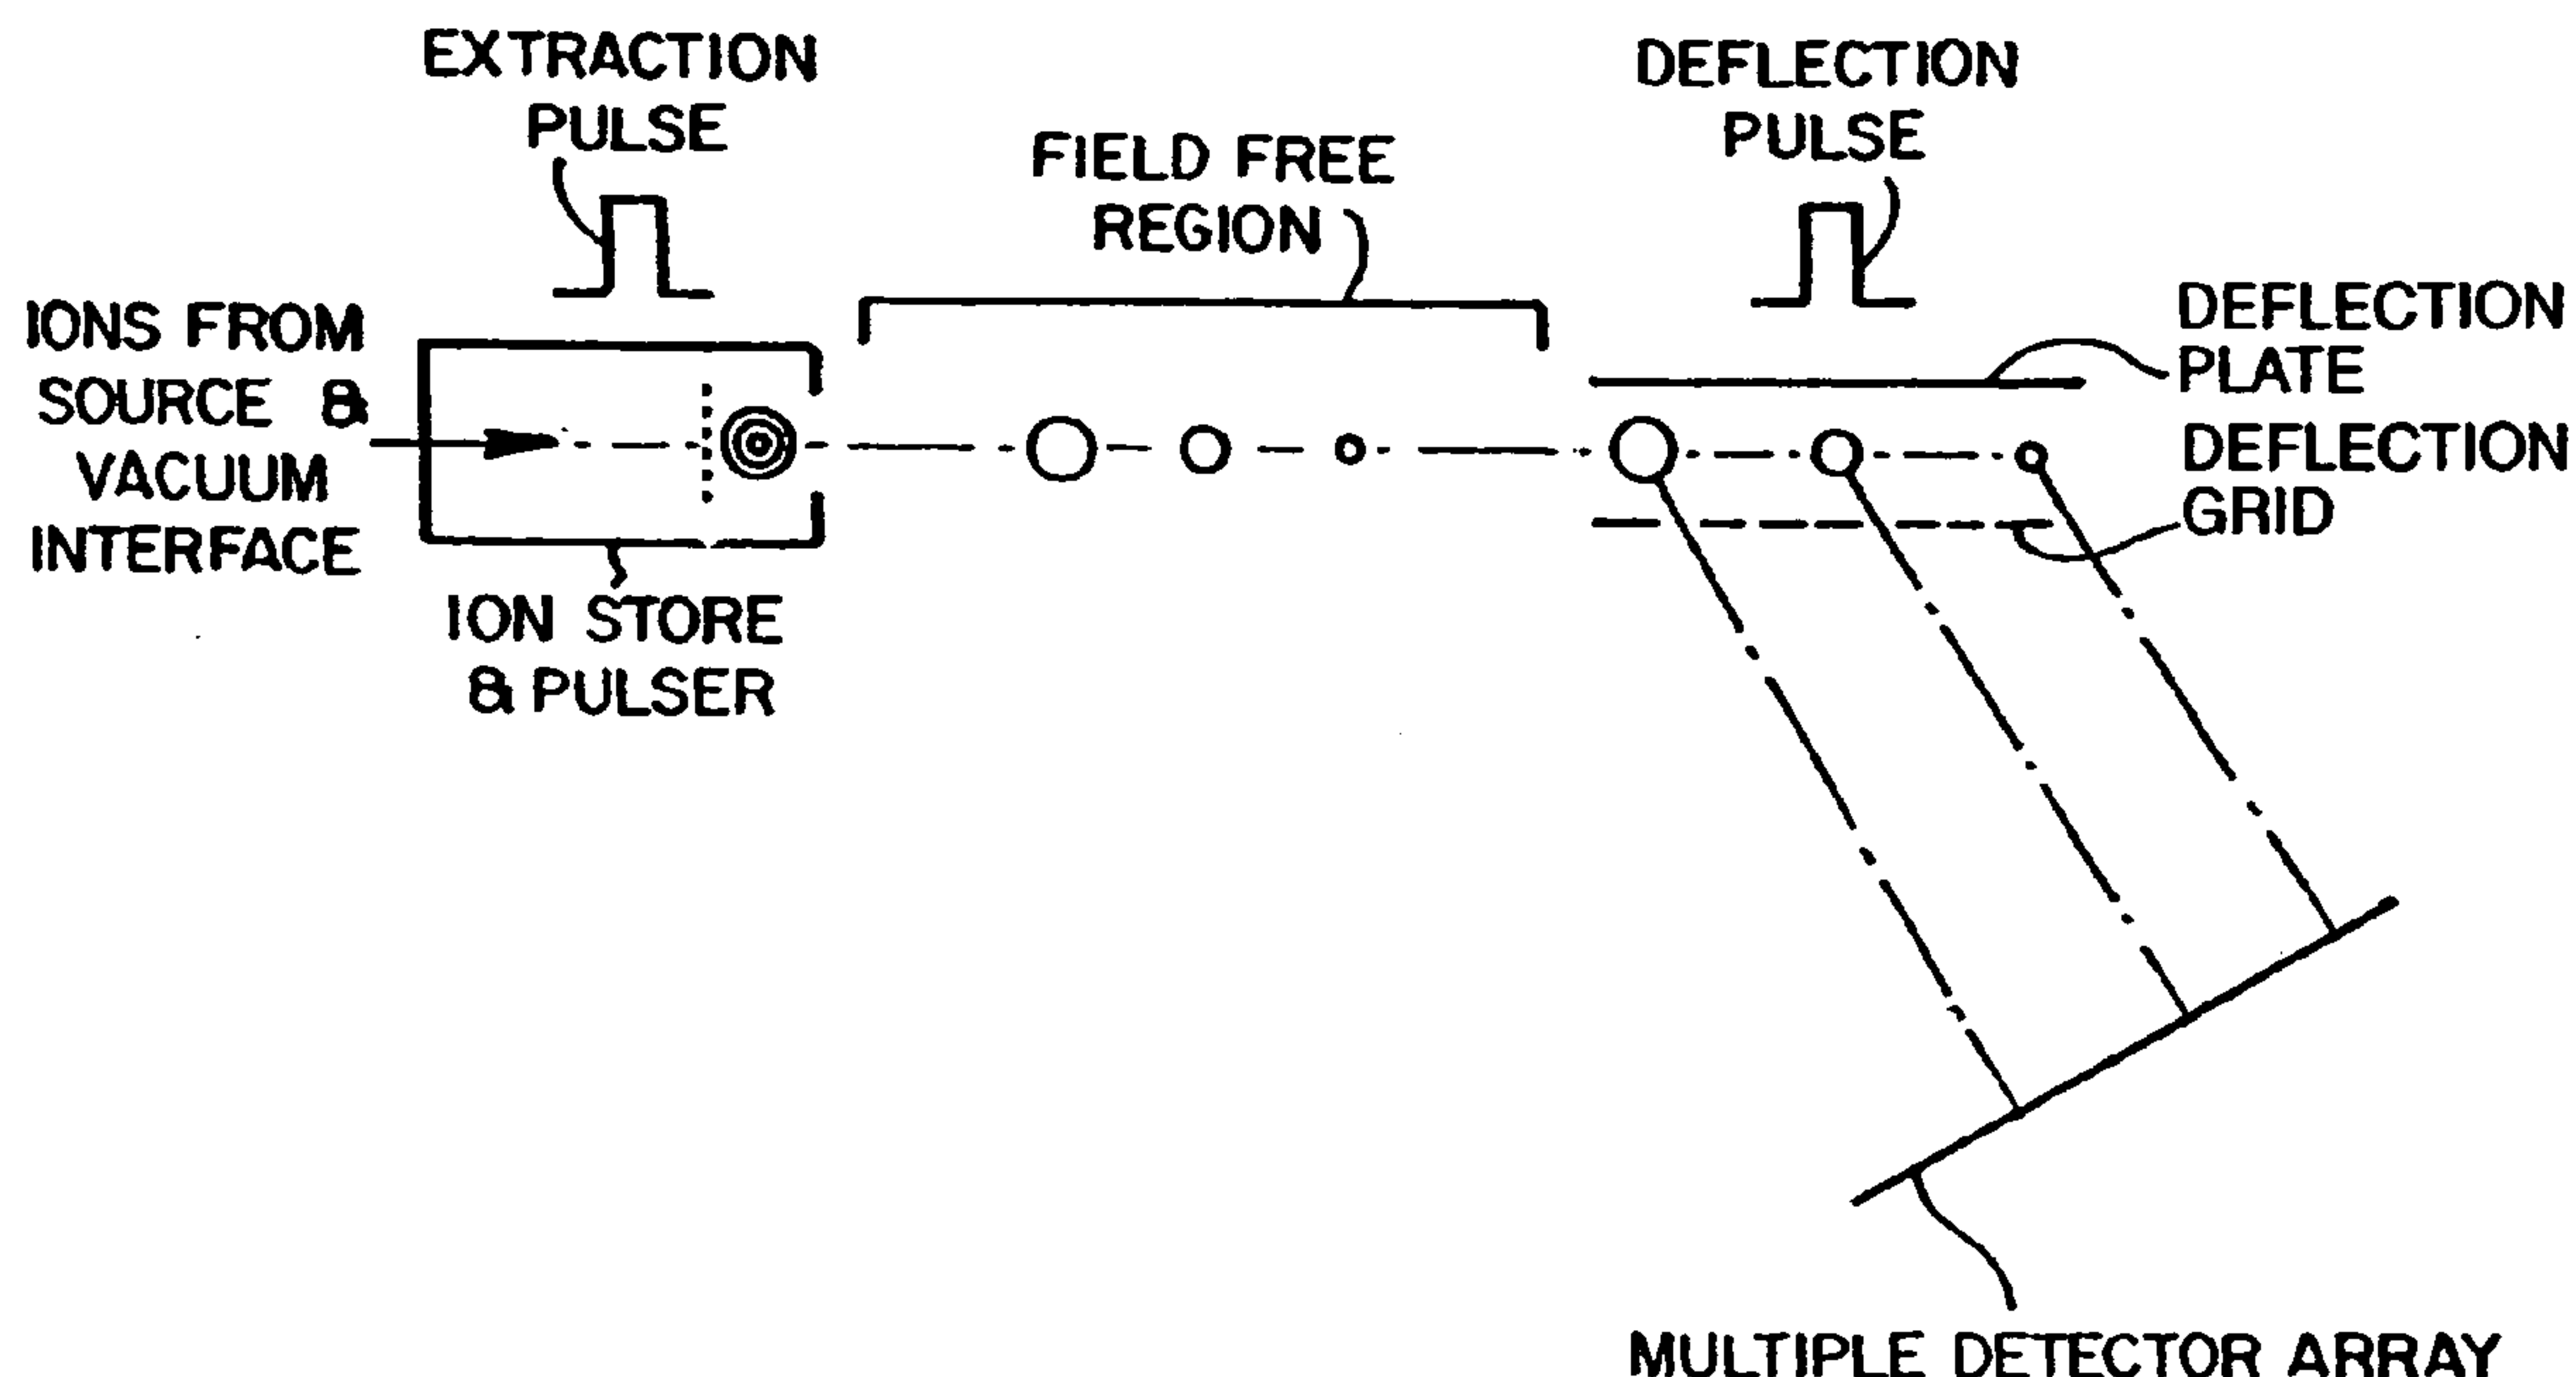 EXTRACTION
PULSE
DEFLECTION
PULSE
FIELD FREE
REGION
IONS FROM
SOURCE &
VACUUM
INTERFACE
DEFLECTION
PLATE
DEFLECTION
GRID
ION STORE
& PULSER
MULTIPLE DETECTOR ARRAY